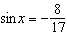 sin x = −8/17